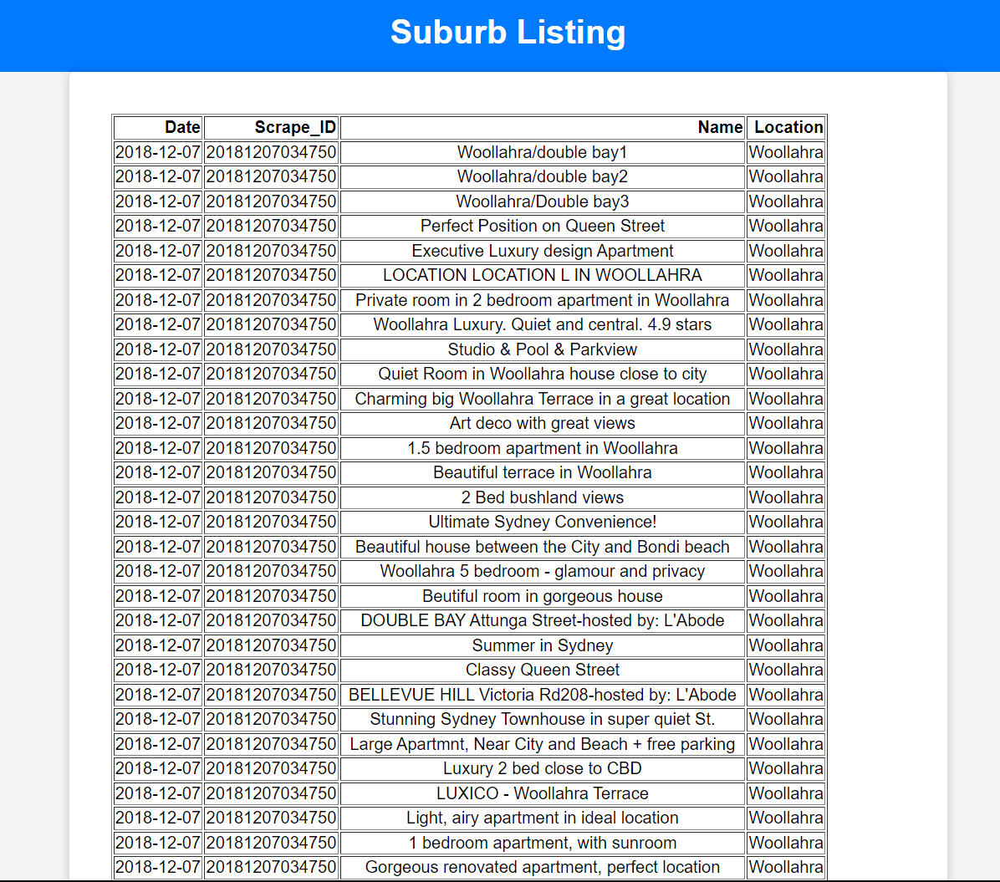 Suburb Listing
Date Scrape_ID Name Location
2018-12-07 20181207034750 Woollahra/double bay1 Woollahra
2018-12-07 20181207034750 Woollahra/double bay2 Woollahra
2018-12-07 20181207034750 Woollahra/Double bay3 Woollahra
2018-12-07 20181207034750 Perfect Position on Queen Street Woollahra
2018-12-07 20181207034750 Executive Luxury design Apartment Woollahra
2018-12-07 20181207034750 LOCATION LOCATION L IN WOOLLAHRA Woollahra
2018-12-07 20181207034750 Private room in 2 bedroom apartment in Woollahra Woollahra
2018-12-07 20181207034750 Woollahra Luxury. Quiet and central. 4.9 stars Woollahra
2018-12-07 20181207034750 Studio & Pool & Parkview Woollahra
2018-12-07 20181207034750 Quiet Room in Woollahra house close to city Woollahra
2018-12-07 20181207034750 Charming big Woollahra Terrace in a great location Woollahra
2018-12-07 20181207034750 Art deco with great views Woollahra
2018-12-07 20181207034750 1.5 bedroom apartment in Woollahra Woollahra
2018-12-07 20181207034750 Beautiful terrace in Woollahra Woollahra
2018-12-07 20181207034750 2 Bed bushland views Woollahra
2018-12-07 20181207034750 Ultimate Sydney Convenience! Woollahra
2018-12-07 20181207034750 Beautiful house between the City and Bondi beach Woollahra
2018-12-07 20181207034750 Woollahra 5 bedroom - glamour and privacy Woollahra
2018-12-07 20181207034750 Beutiful room in gorgeous house Woollahra
2018-12-07 20181207034750 DOUBLE BAY Attunga Street-hosted by: L'Abode Woollahra
2018-12-07 20181207034750 Summer in Sydney Woollahra
2018-12-07 20181207034750 Classy Queen Street Woollahra
2018-12-07 20181207034750 BELLEVUE HILL Victoria Rd208-hosted by: L'Abode Woollahra
2018-12-07 20181207034750 Stunning Sydney Townhouse in super quiet St. Woollahra
2018-12-07 20181207034750 Large Apartmnt, Near City and Beach + free parking Woollahra
2018-12-07 20181207034750 Luxury 2 bed close to CBD Woollahra
2018-12-07 20181207034750 LUXICO - Woollahra Terrace Woollahra
2018-12-07 20181207034750 Light, airy apartment in ideal location Woollahra
2018-12-07 20181207034750 1 bedroom apartment, with sunroom Woollahra
2018-12-07 20181207034750 Gorgeous renovated apartment, perfect location Woollahra